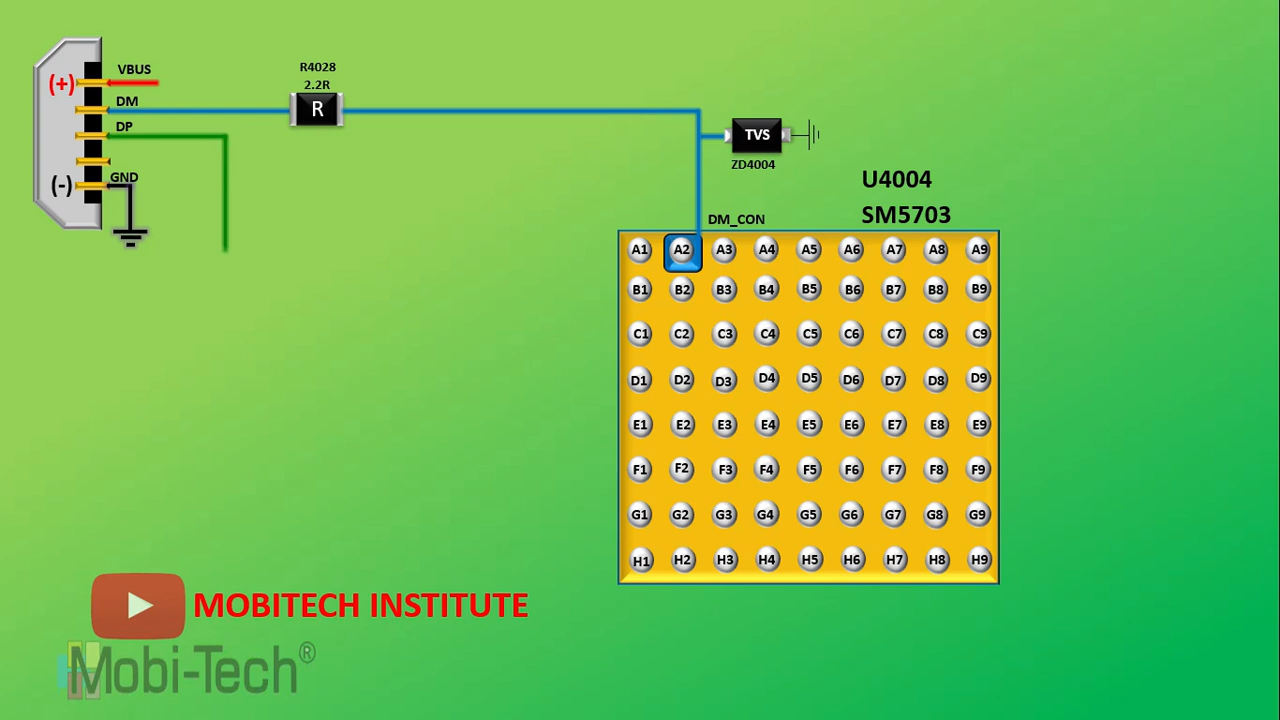 VBUS
(+)
DM
DP
GND
(-)
R4028
2.2R
R
TVS
ZD4004
U4004
SM5703
DM_CON
A1 A2 A3 A4 A5 A6 A7 A8 A9
B1 B2 B3 B4 B5 B6 B7 B8 B9
C1 C2 C3 C4 C5 C6 C7 C8 C9
D1 D2 D3 D4 D5 D6 D7 D8 D9
E1 E2 E3 E4 E5 E6 E7 E8 E9
F1 F2 F3 F4 F5 F6 F7 F8 F9
G1 G2 G3 G4 G5 G6 G7 G8 G9
H1 H2 H3 H4 H5 H6 H7 H8 H9
MOBITECH INSTITUTE
Mobi-Tech®